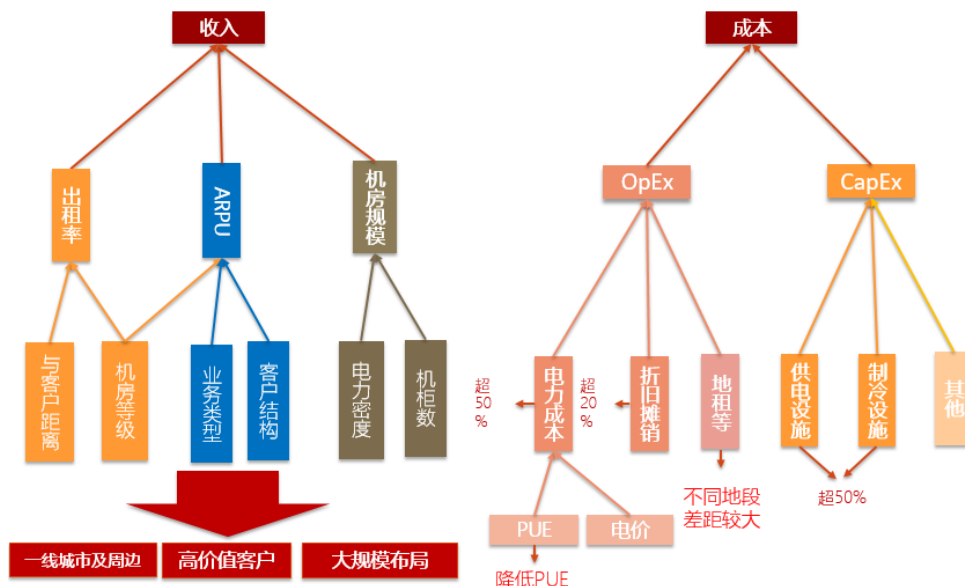 收入
成本
出租率
ARPU
机房规模
OpEx
CapEx
与客户距离
机房等级
业务类型
客户结构
电力密度
机柜数
超
50
%
电力成本
超
20
%
折旧摊销
地租等
供电设施
制冷设施
其他
不同地段
差距较大
超50%
PUE
电价
降低PUE
一线城市及周边
高价值客户
大规模布局